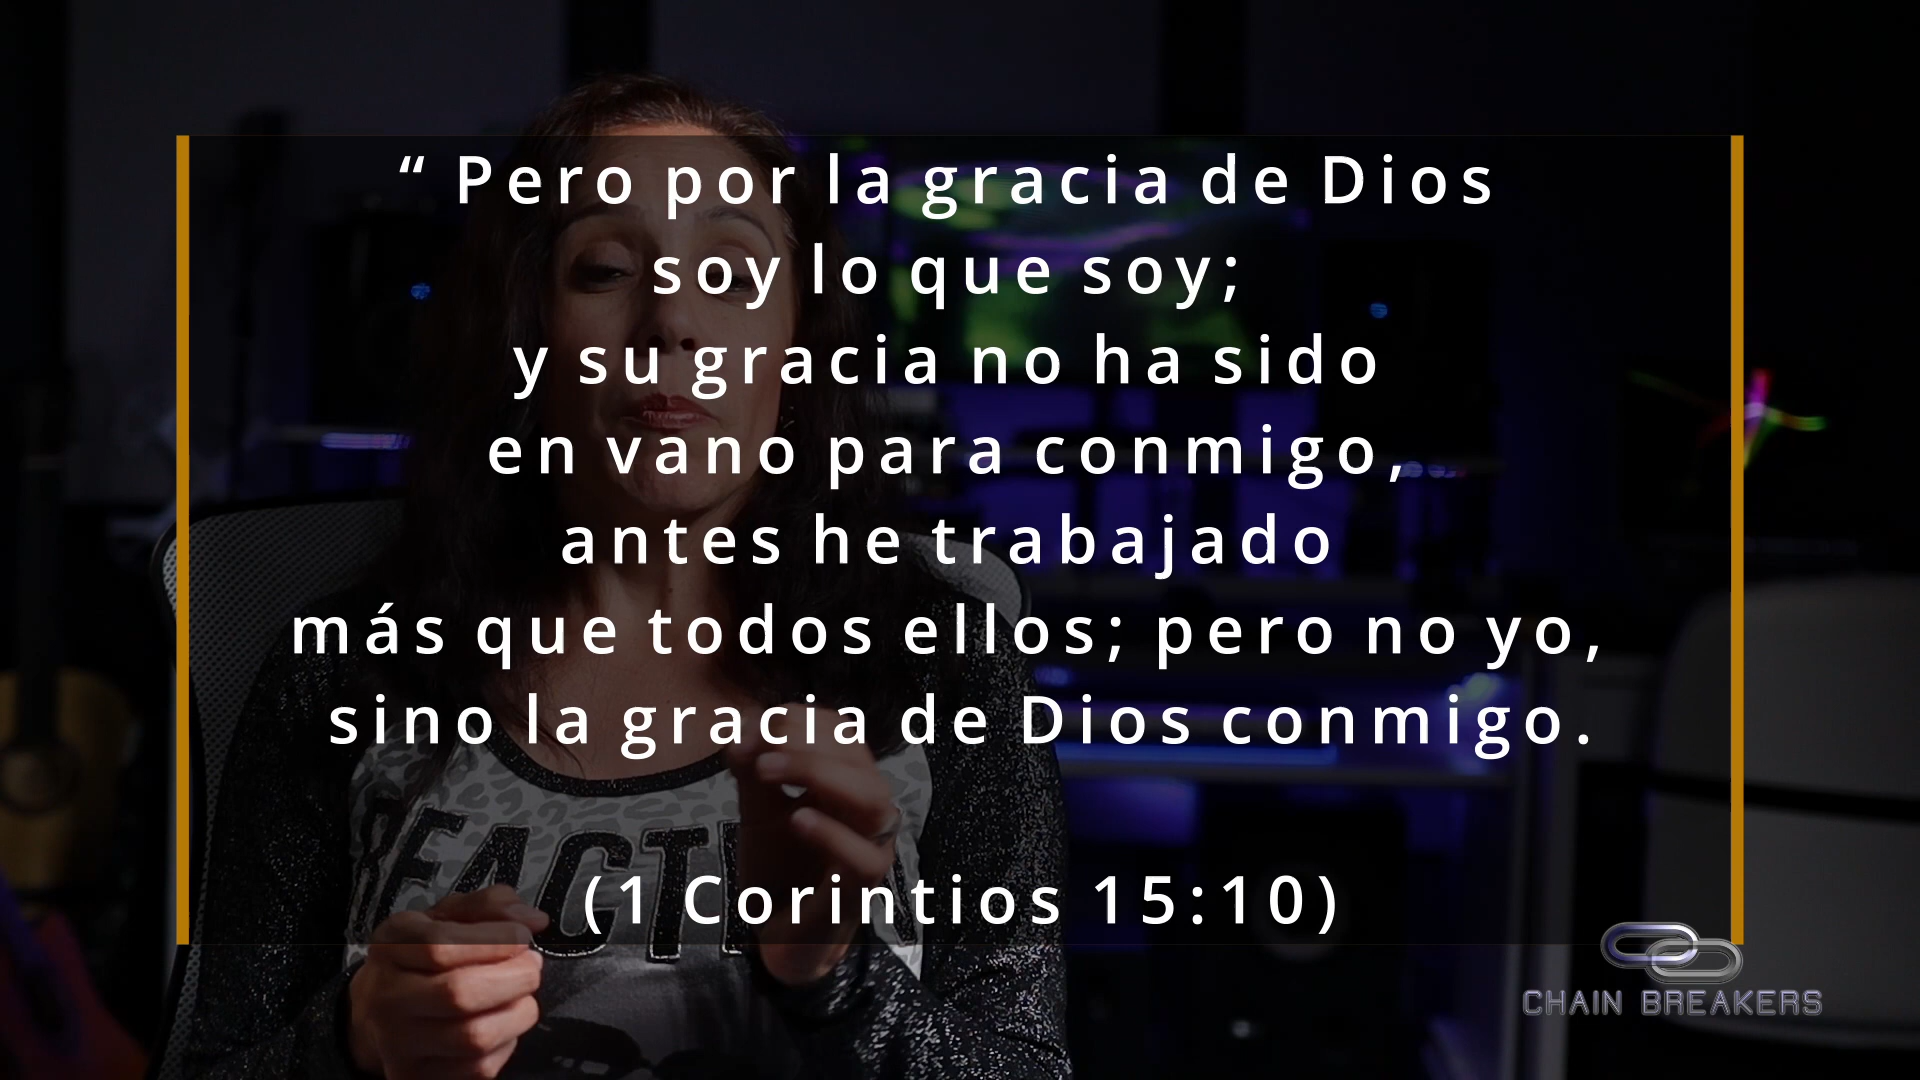 “ Pero por la gracia de Dios
soy lo que soy;
y su gracia no ha sido
en vano para conmigo,
antes he trabajado
más que todos ellos; pero no yo,
sino la gracia de Dios conmigo.
(1 Corintios 15:10)
CHAIN BREAKERS